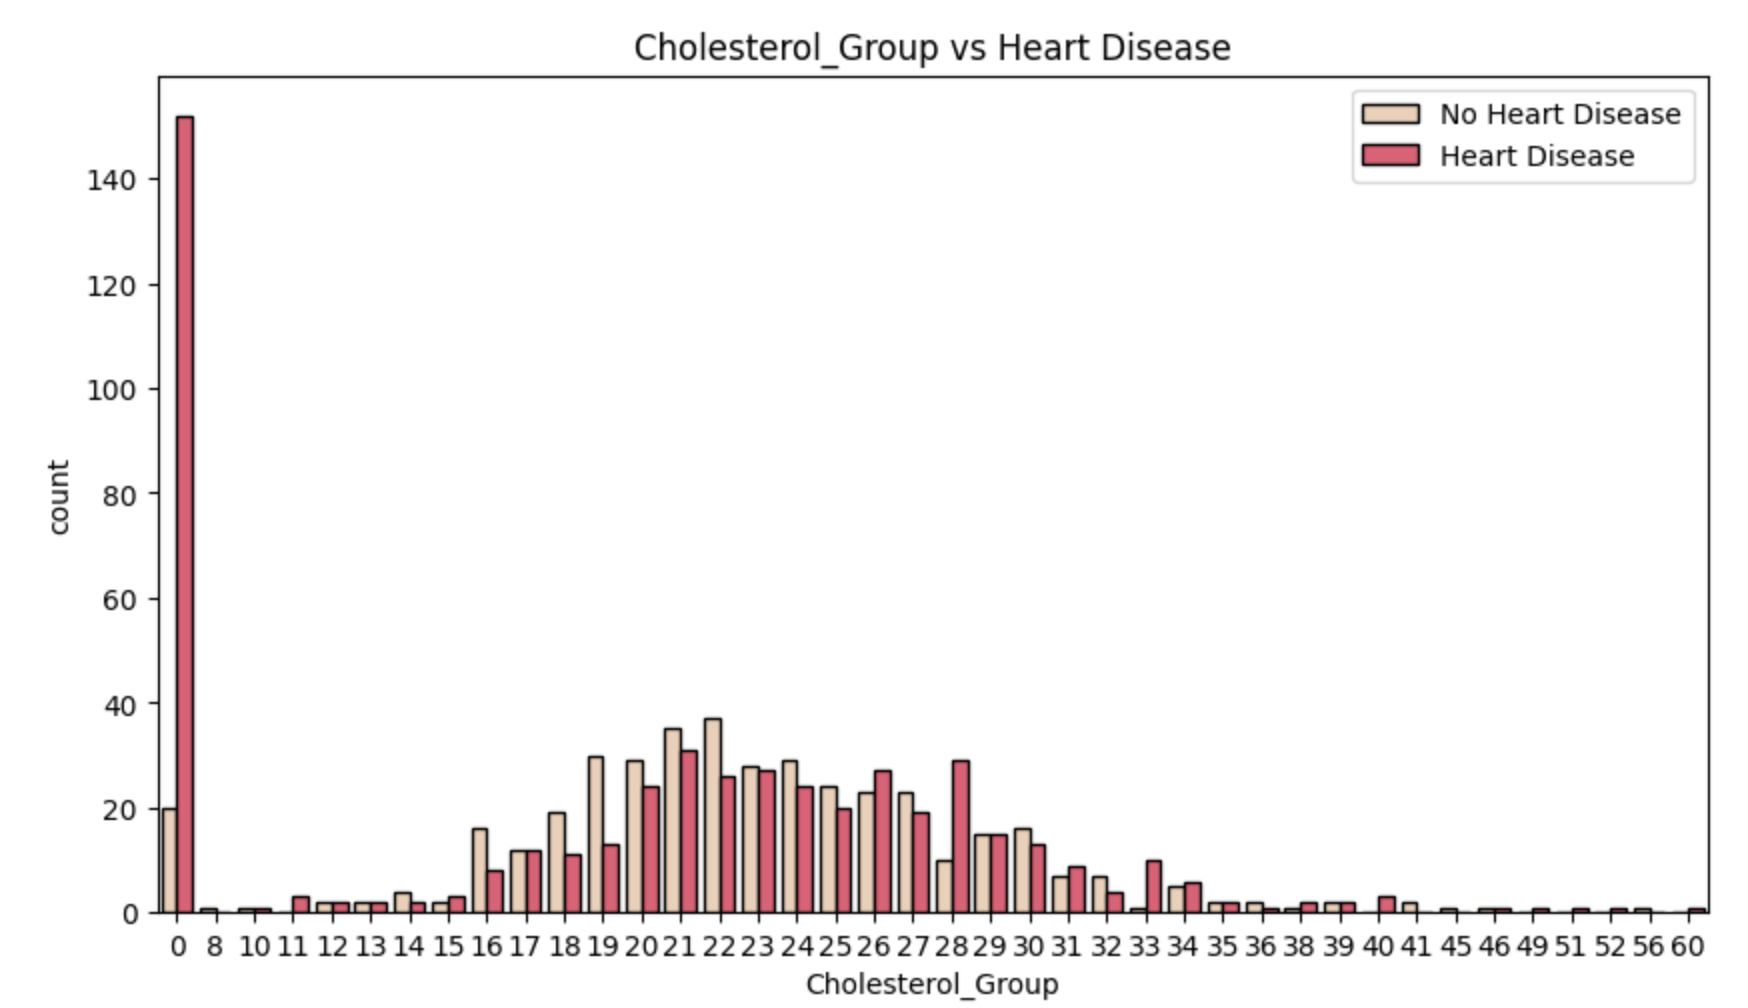 Cholesterol_Group vs Heart Disease
No Heart Disease
Heart Disease
140
120
100
80
60
40
20
0
count
0 8 10 11 12 13 14 15 16 17 18 19 20 21 22 23 24 25 26 27 28 29 30 31 32 33 34 35 36 38 39 40 41 45 46 49 51 52 56 60
Cholesterol_Group